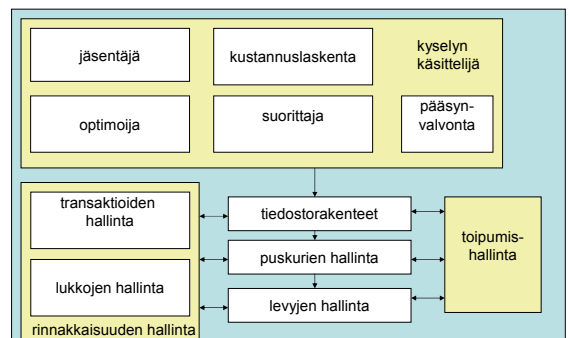 jäsentäjä
kustannuslaskenta
kyselyn
käsittelijä
optimoija
suorittaja
pääsyn-
valvonta
transaktioiden
hallinta
tiedostorakenteet
puskurien hallinta
toipumis-
hallinta
lukkojen hallinta
levyjen hallinta
rinnakkaisuuden hallinta